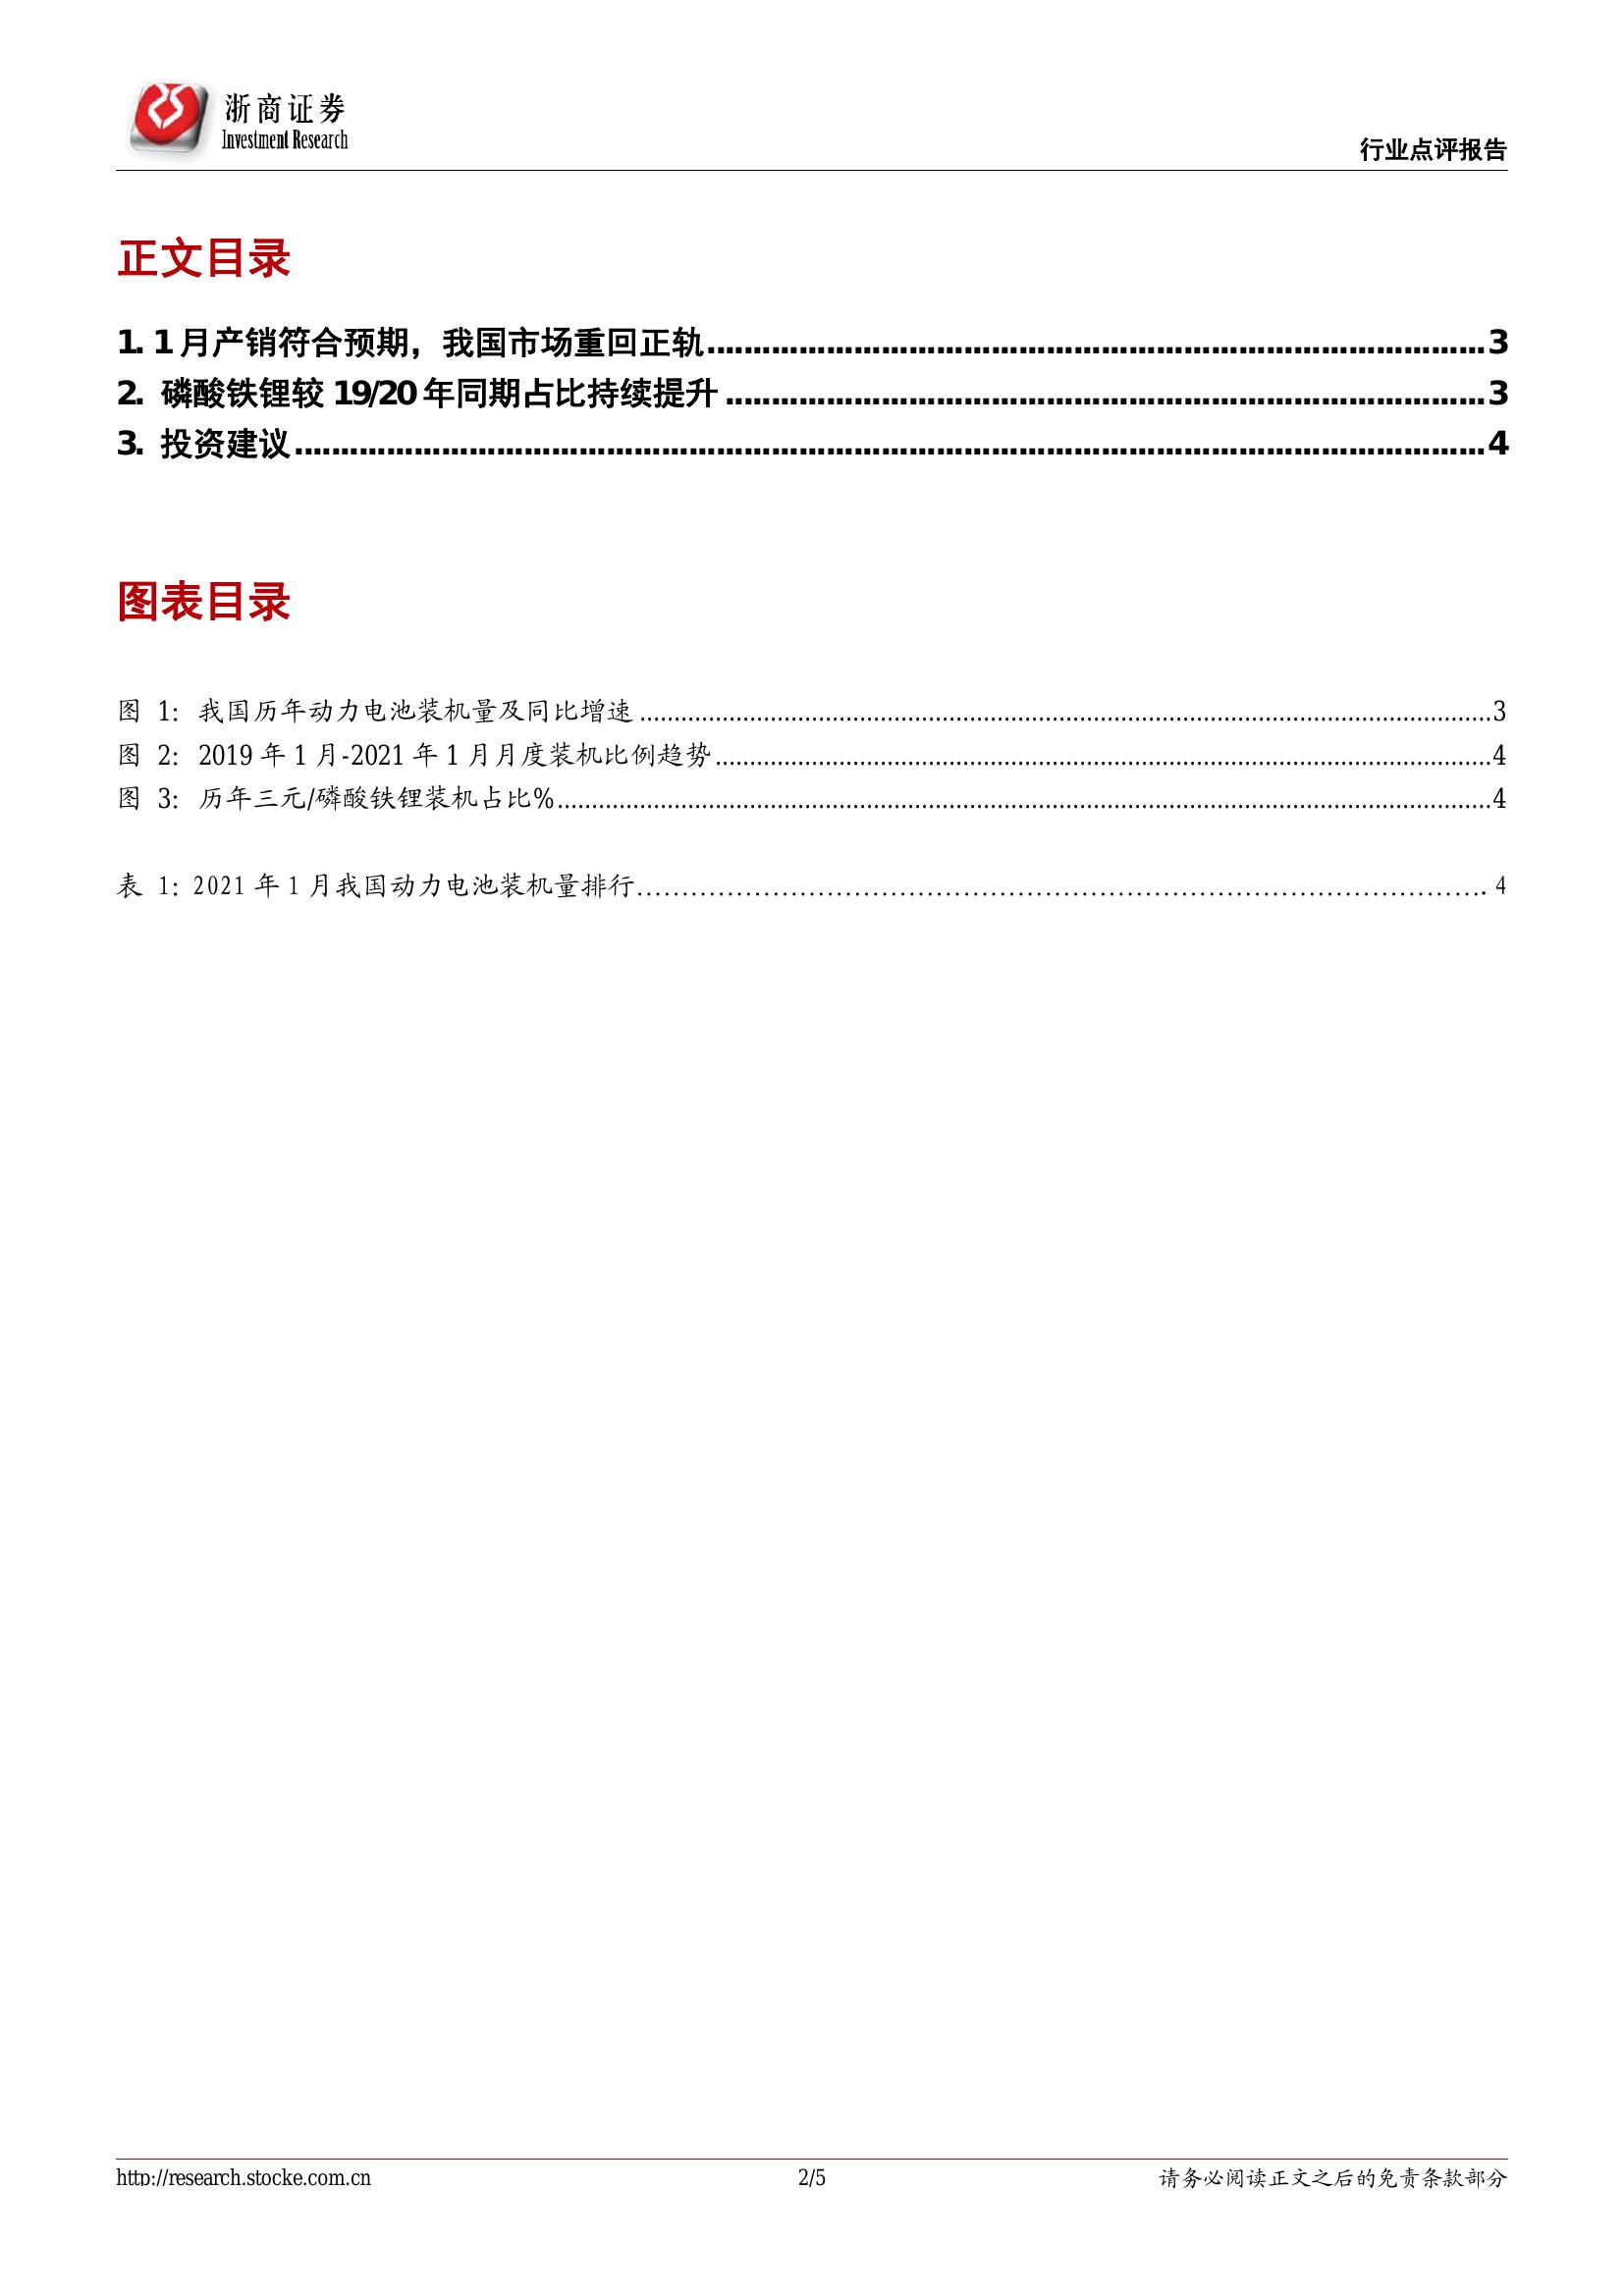 浙商证券
Investment Research
行业点评报告
正文目录
1. 1 月产销符合预期，我国市场重回正轨........................................3
2. 磷酸铁锂较 19/20 年同期占比持续提升........................................3
3. 投资建议........................................4
图表目录
图 1：我国历年动力电池装机量及同比增速........................................3
图 2：2019 年 1 月-2021 年 1 月月度装机比例趋势........................................4
图 3：历年三元/磷酸铁锂装机占比%........................................4
表 1：2021 年 1 月我国动力电池装机量排行........................................4
http://research.stocke.com.cn
2/5
请务必阅读正文之后的免责条款部分